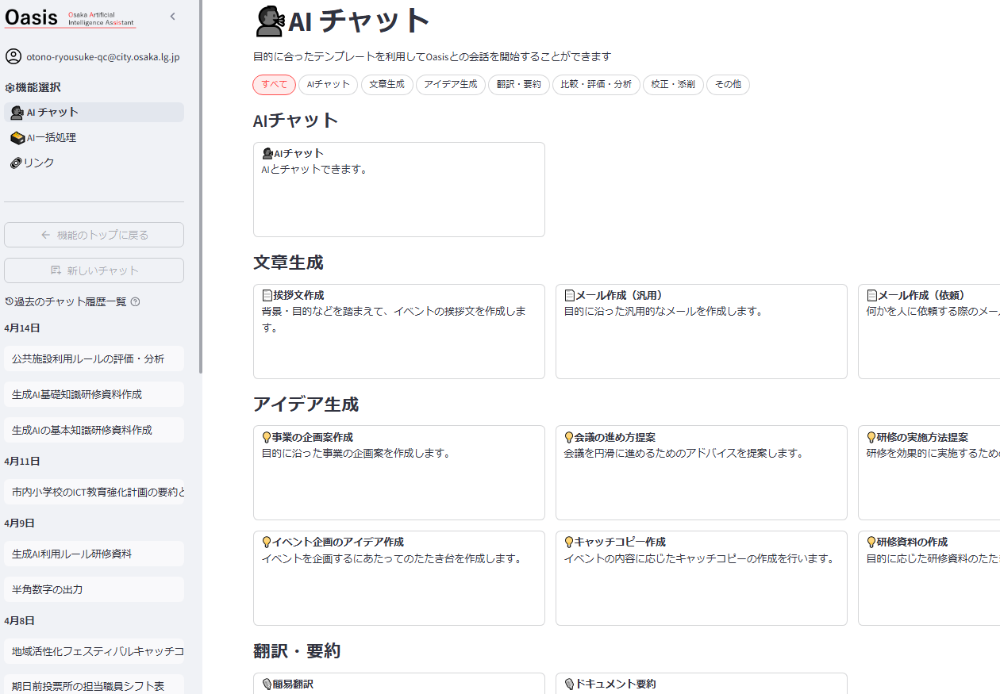 Oasis
Osaka Artificial
Intelligence Assistant
otono-ryousuke-qc@city.osaka.lg.jp
機能選択
AI チャット
AI一括処理
リンク
機能のトップに戻る
新しいチャット
過去のチャット履歴一覧
4月14日
公共施設利用ルールの評価・分析
生成AI基礎知識研修資料作成
生成AIの基本知識研修資料作成
4月11日
市内小学校のICT教育強化計画の要約と
4月9日
生成AI利用ルール研修資料
半角数字の出力
4月8日
地域活性化フェスティバルキャッチコ
期日前投票所の担当職員シフト表
AI チャット
目的に合ったテンプレートを利用してOasisとの会話を開始することができます
すべて
AIチャット
文章生成
アイデア生成
翻訳・要約
比較・評価・分析
校正・添削
その他
AIチャット
AIチャット
AIとチャットできます。
文章生成
挨拶文作成
背景・目的などを踏まえて、イベントの挨拶文を作成しま
す。
メール作成（汎用）
目的に沿った汎用的なメールを作成します。
メール作成（依頼）
何かを人に依頼する際のメー
アイデア生成
事業の企画案作成
目的に沿った事業の企画案を作成します。
会議の進め方提案
会議を円滑に進めるためのアドバイスを提案します。
研修の実施方法提案
研修を効果的に実施するため
イベント企画のアイデア作成
イベントを企画するにあたってのたたき台を作成します。
キャッチコピー作成
イベントの内容に応じたキャッチコピーの作成を行います。
研修資料の作成
目的に応じた研修資料のたた
翻訳・要約
簡易翻訳
ドキュメント要約